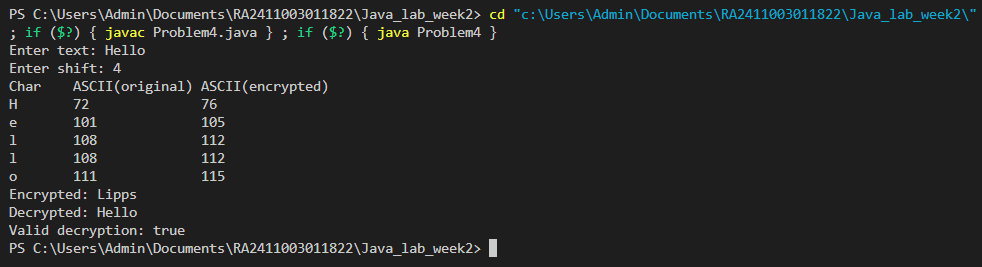 PS C:\Users\Admin\Documents\RA2411003011822\Java_lab_week2> cd "c:\Users\Admin\Documents\RA2411003011822\Java_lab_week2\"
; if ($?) { javac Problem4.java } ; if ($?) { java Problem4 }
Enter text: Hello
Enter shift: 4
Char    ASCII(original) ASCII(encrypted)
H       72              76
e       101             105
l       108             112
l       108             112
o       111             115
Encrypted: Lipps
Decrypted: Hello
Valid decryption: true
PS C:\Users\Admin\Documents\RA2411003011822\Java_lab_week2>